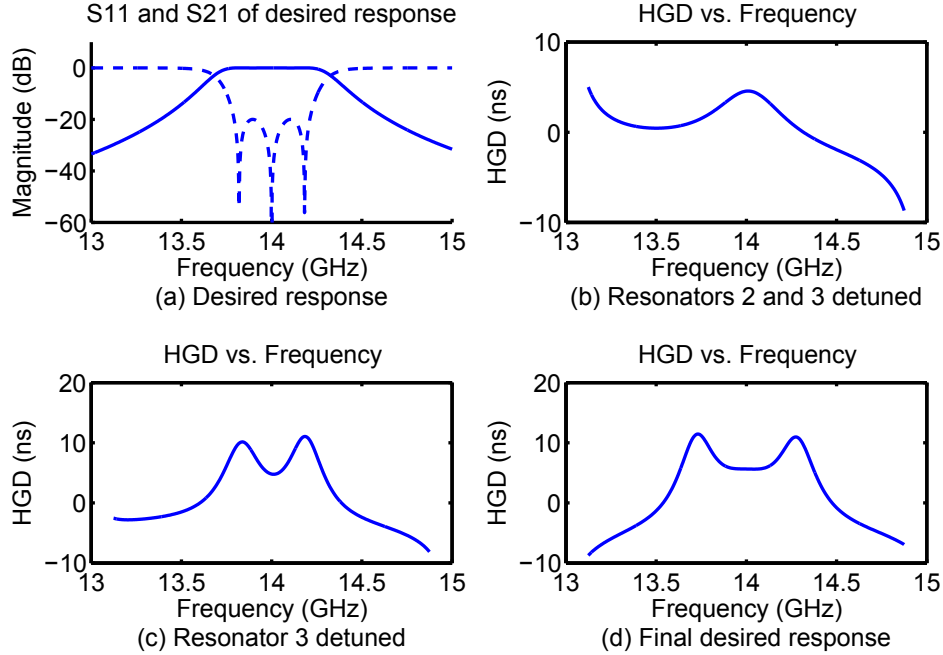 S11 and S21 of desired response
Magnitude (dB)
0
−20
−40
−60
13
13.5
14
14.5
15
Frequency (GHz)
(a) Desired response
HGD vs. Frequency
HGD (ns)
10
0
−10
13
13.5
14
14.5
15
Frequency (GHz)
(b) Resonators 2 and 3 detuned
HGD vs. Frequency
HGD (ns)
20
10
0
−10
13
13.5
14
14.5
15
Frequency (GHz)
(c) Resonator 3 detuned
HGD vs. Frequency
HGD (ns)
20
10
0
−10
13
13.5
14
14.5
15
Frequency (GHz)
(d) Final desired response